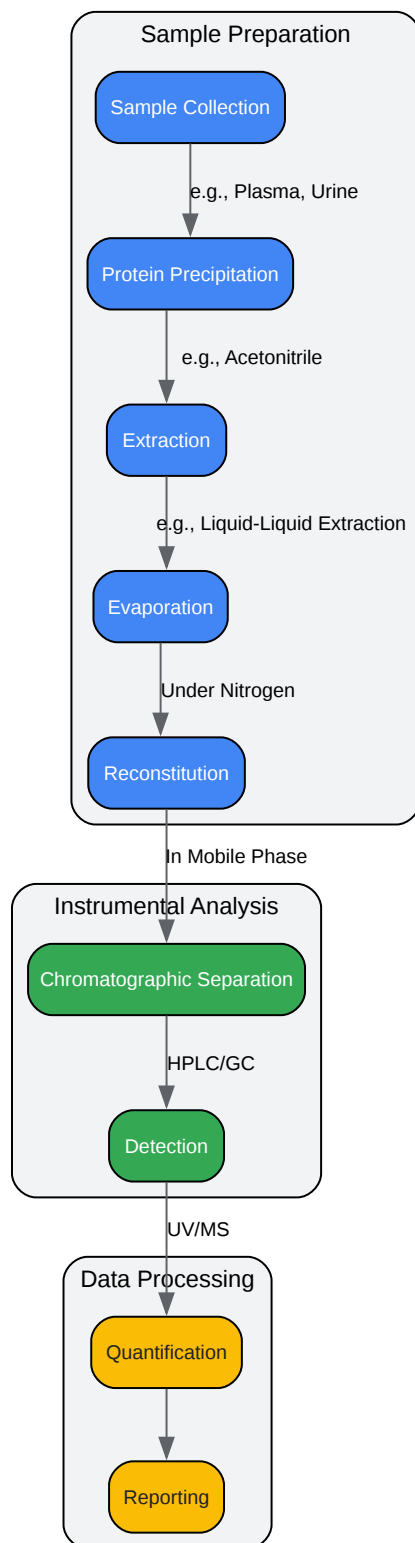 Sample Preparation
Sample Collection
e.g., Plasma, Urine
Protein Precipitation
e.g., Acetonitrile
Extraction
e.g., Liquid-Liquid Extraction
Evaporation
Under Nitrogen
Reconstitution
In Mobile Phase
Instrumental Analysis
Chromatographic Separation
HPLC/GC
Detection
UV/MS
Data Processing
Quantification
Reporting